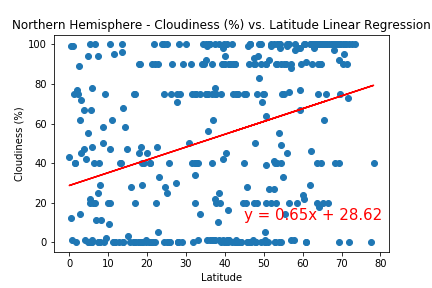 Northern Hemisphere - Cloudiness (%) vs. Latitude Linear Regression
100
80
60
40
20
0
Cloudiness (%)
y = 0.65x + 28.62
0 10 20 30 40 50 60 70 80
Latitude